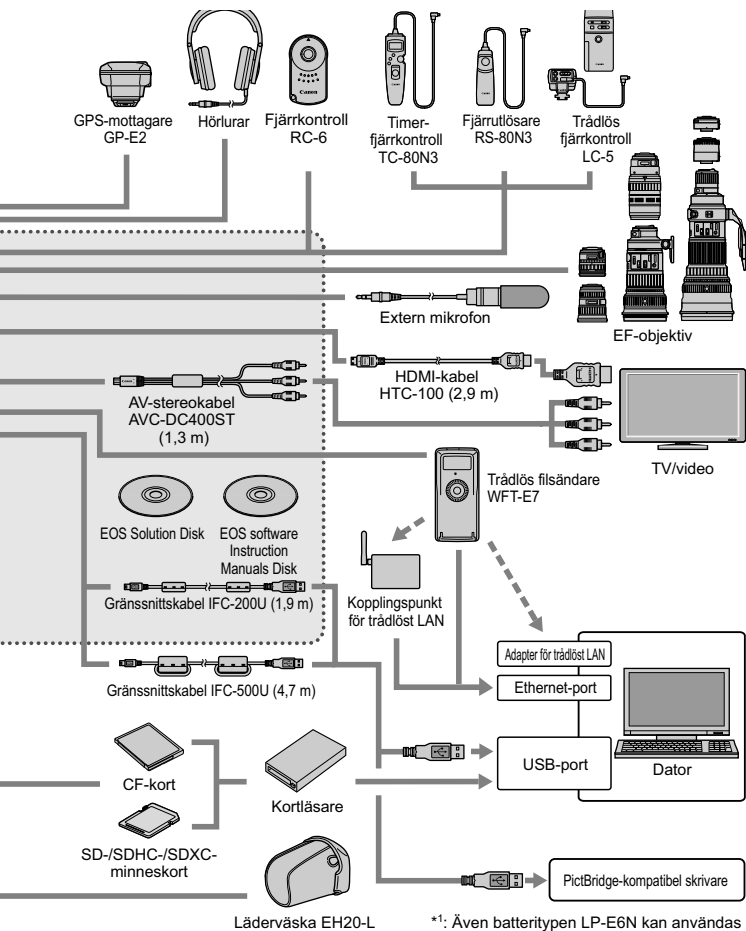 GPS-mottagare
GP-E2
Hörlurar
Canon
Fjärrkontroll
RC-6
Timer-
fjärrkontroll
TC-80N3
Fjärrutlösare
RS-80N3
Trådlös
fjärrkontroll
LC-5
EF-objektiv
Extern mikrofon
HDMI-kabel
HTC-100 (2,9 m)
AV-stereokabel
AVC-DC400ST
(1,3 m)
TV/video
Trådlös filsändare
WFT-E7
EOS Solution Disk
EOS software
Instruction
Manuals Disk
Gränssnittskabel IFC-200U (1,9 m)
Kopplingspunkt
för trådlöst LAN
Adapter för trådlöst LAN
Ethernet-port
Gränssnittskabel IFC-500U (4,7 m)
USB-port
Dator
CF-kort
Kortläsare
SD-/SDHC-/SDXC-
minneskort
PictBridge-kompatibel skrivare
Läderväska EH20-L
*1: Även batteritypen LP-E6N kan användas